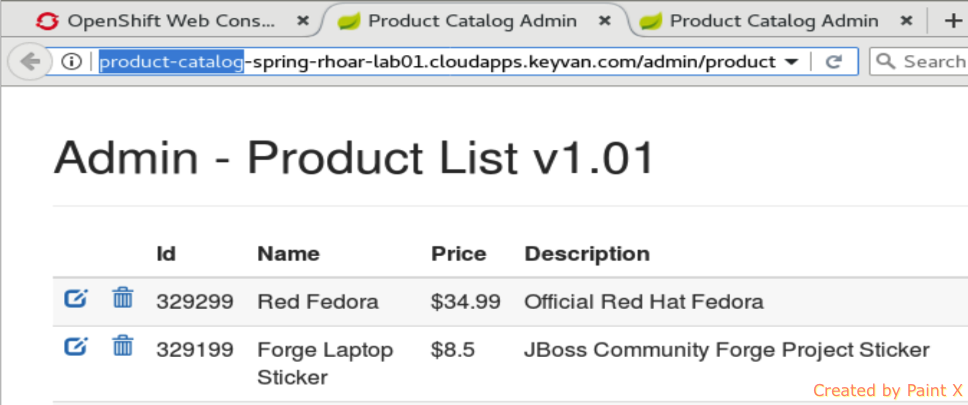 OpenShift Web Cons... × Product Catalog Admin × Product Catalog Admin × +
product-catalog-spring-rhoar-lab01.cloudapps.keyvan.com/admin/product Search
Admin - Product List v1.01
Id Name Price Description
329299 Red Fedora $34.99 Official Red Hat Fedora
329199 Forge Laptop $8.5 JBoss Community Forge Project Sticker
Sticker
Created by Paint X